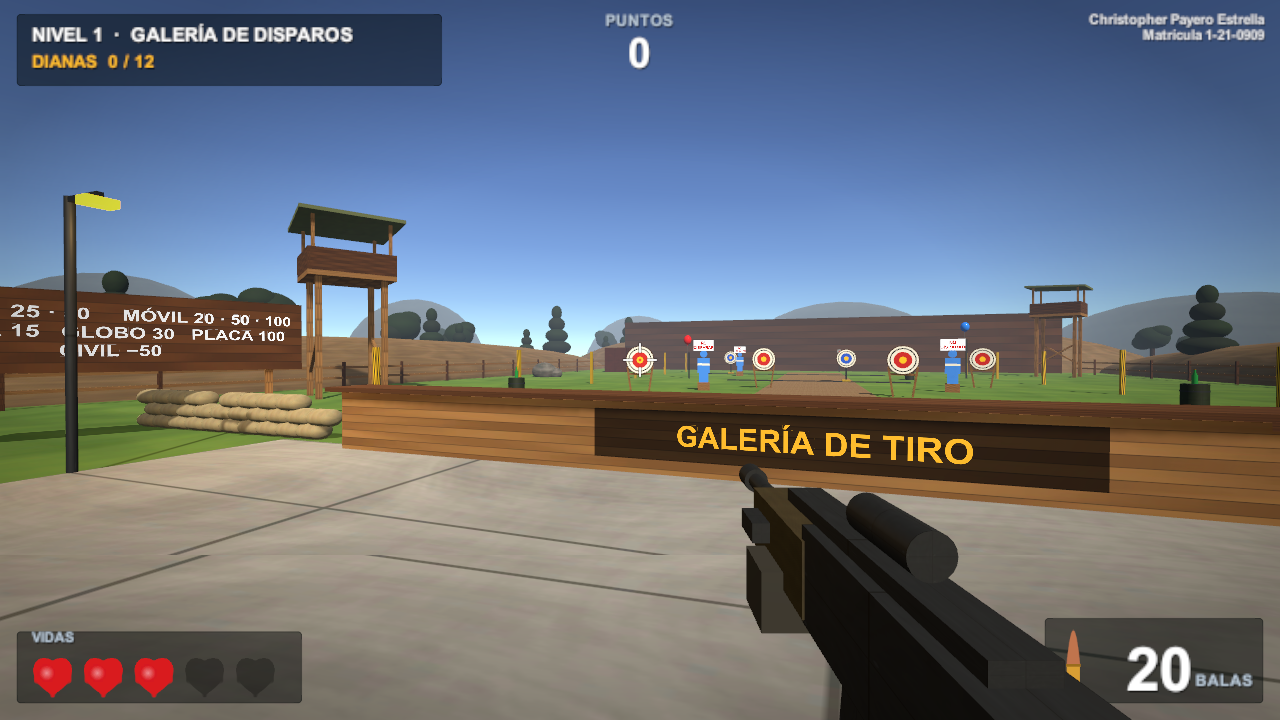 NIVEL 1 · GALERÍA DE DISPAROS
DIANAS 0 / 12
PUNTOS
0
Christopher Payero Estrella
Matrícula 1-21-0909
25 · 
MÓVIL 20 · 50 · 100
15 GLOBO 30 PLACA 100
CIVIL −50
GALERÍA DE TIRO
VIDAS
20 BALAS